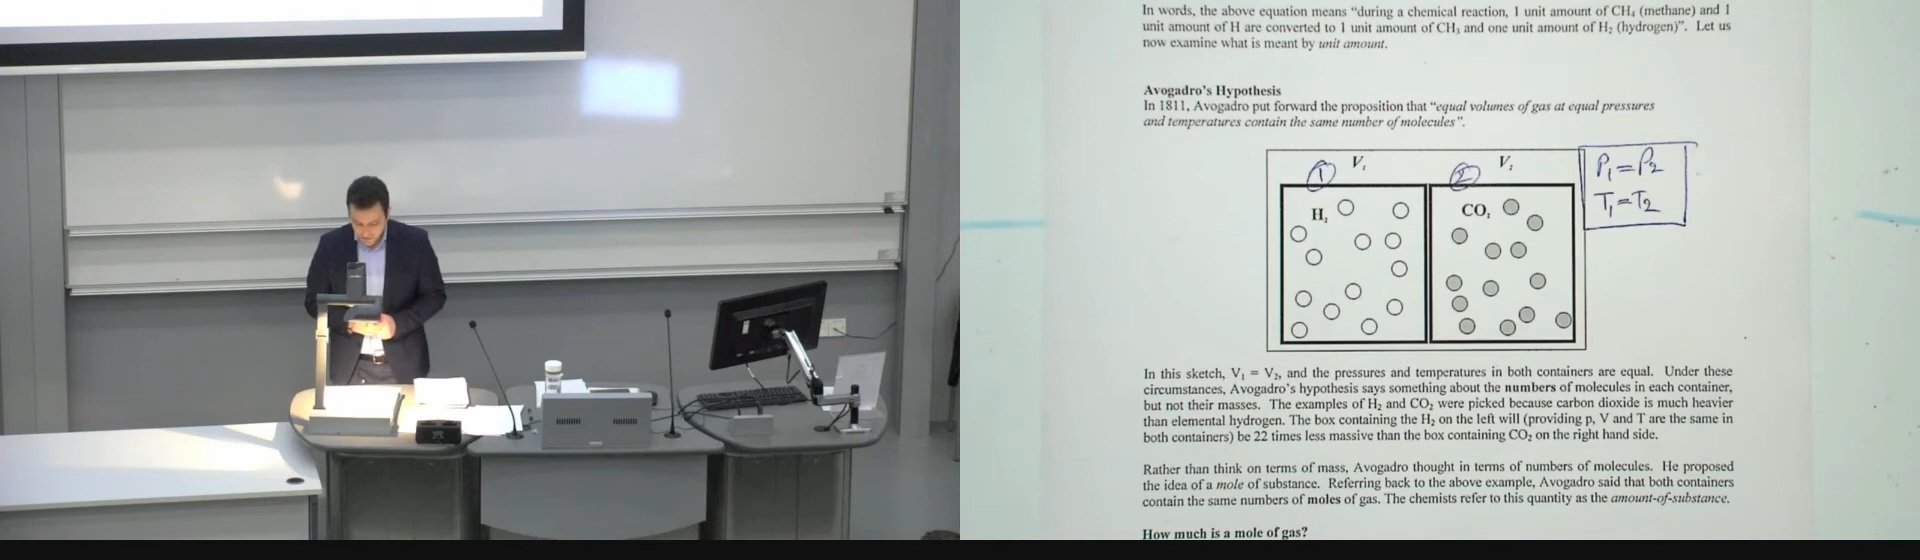 In words, the above equation means “during a chemical reaction, 1 unit amount of CH₄ (methane) and 1
unit amount of H are converted to 1 unit amount of CH₃ and one unit amount of H₂ (hydrogen)”. Let us
now examine what is meant by unit amount.
Avogadro’s Hypothesis
In 1811, Avogadro put forward the proposition that “equal volumes of gas at equal pressures
and temperatures contain the same number of molecules”.
① V₁ ② V₂
P₁=P₂
T₁=T₂
H₂ CO₂
In this sketch, V₁ = V₂, and the pressures and temperatures in both containers are equal. Under these
circumstances, Avogadro’s hypothesis says something about the numbers of molecules in each container,
but not their masses. The examples of H₂ and CO₂ were picked because carbon dioxide is much heavier
than elemental hydrogen. The box containing the H₂ on the left will (providing p, V and T are the same in
both containers) be 22 times less massive than the box containing CO₂ on the right hand side.
Rather than think on terms of mass, Avogadro thought in terms of numbers of molecules. He proposed
the idea of a mole of substance. Referring back to the above example, Avogadro said that both containers
contain the same numbers of moles of gas. The chemists refer to this quantity as the amount-of-substance.
How much is a mole of gas?